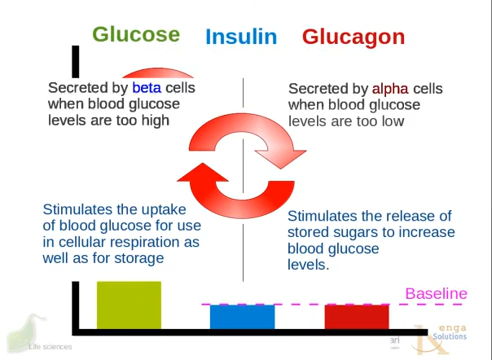 Glucose Insulin Glucagon
Secreted by beta cells
when blood glucose
levels are too high
Secreted by alpha cells
when blood glucose
levels are too low
Stimulates the uptake
of blood glucose for use
in cellular respiration as
well as for storage
Stimulates the release of
stored sugars to increase
blood glucose
levels.
Baseline
Life sciences
enga
Solutions